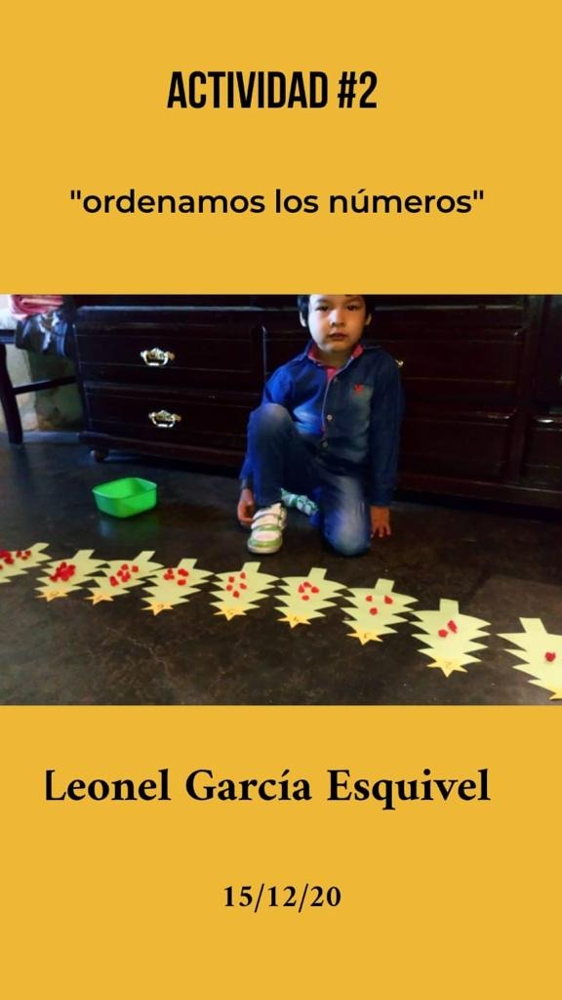 ACTIVIDAD #2
"ordenamos los números"
Leonel García Esquivel
15/12/20